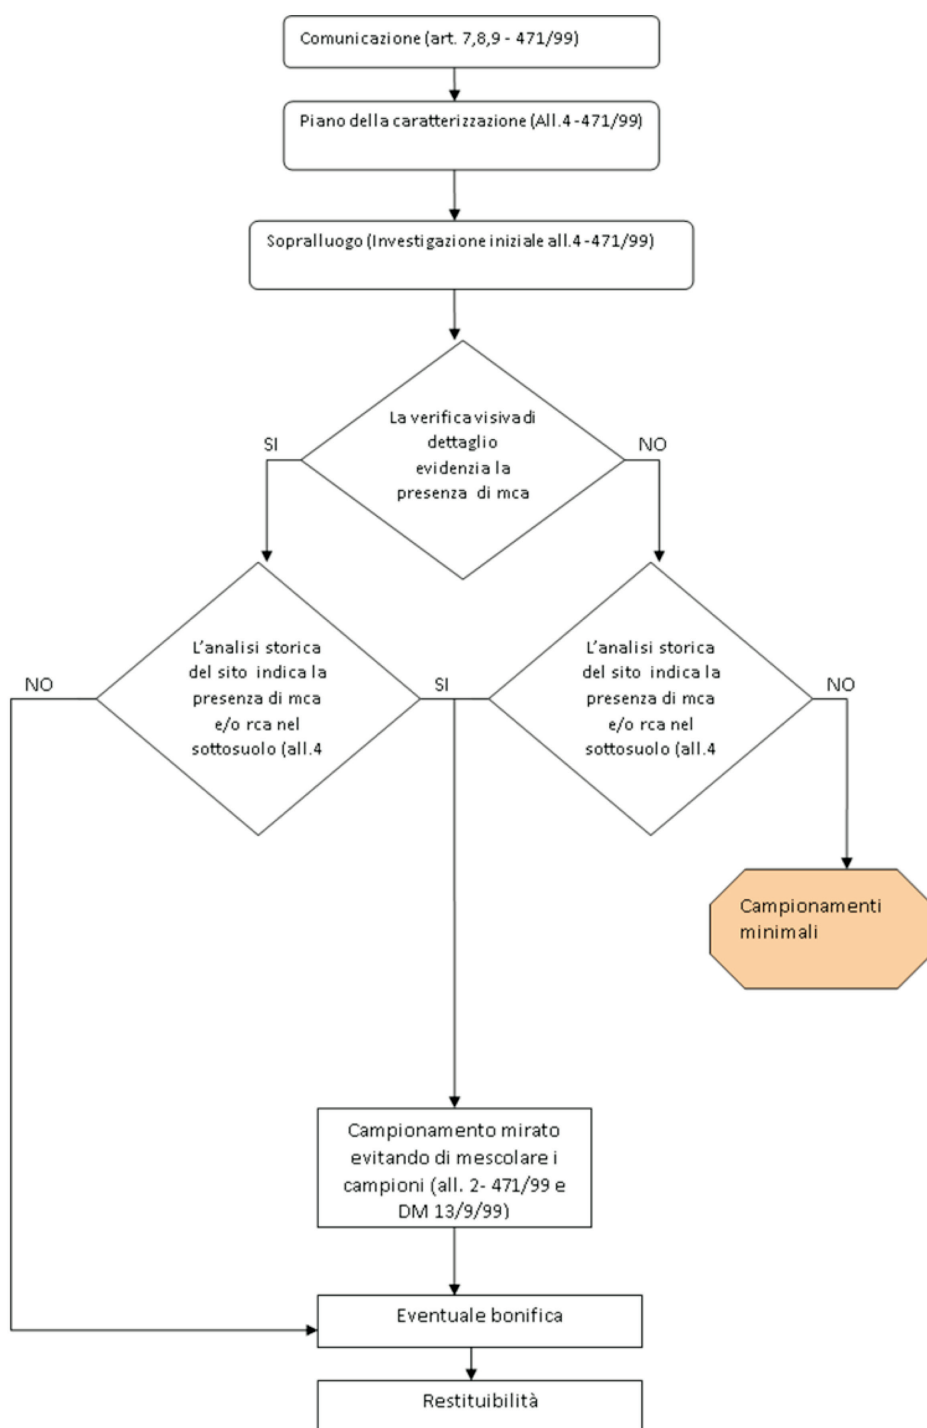 Comunicazione (art. 7,8,9 - 471/99)
Piano della caratterizzazione (All.4 -471/99)
Sopralluogo (Investigazione iniziale all.4 -471/99)
La verifica visiva di
dettaglio
evidenzia la
presenza di mca
SI
NO
L'analisi storica
del sito indica la
presenza di mca
e/o rca nel
sottosuolo (all.4
NO
SI
L'analisi storica
del sito indica la
presenza di mca
e/o rca nel
sottosuolo (all.4
NO
Campionamenti
minimali
Campionamento mirato
evitando di mescolare i
campioni (all. 2- 471/99 e
DM 13/9/99)
Eventuale bonifica
Restituibilità